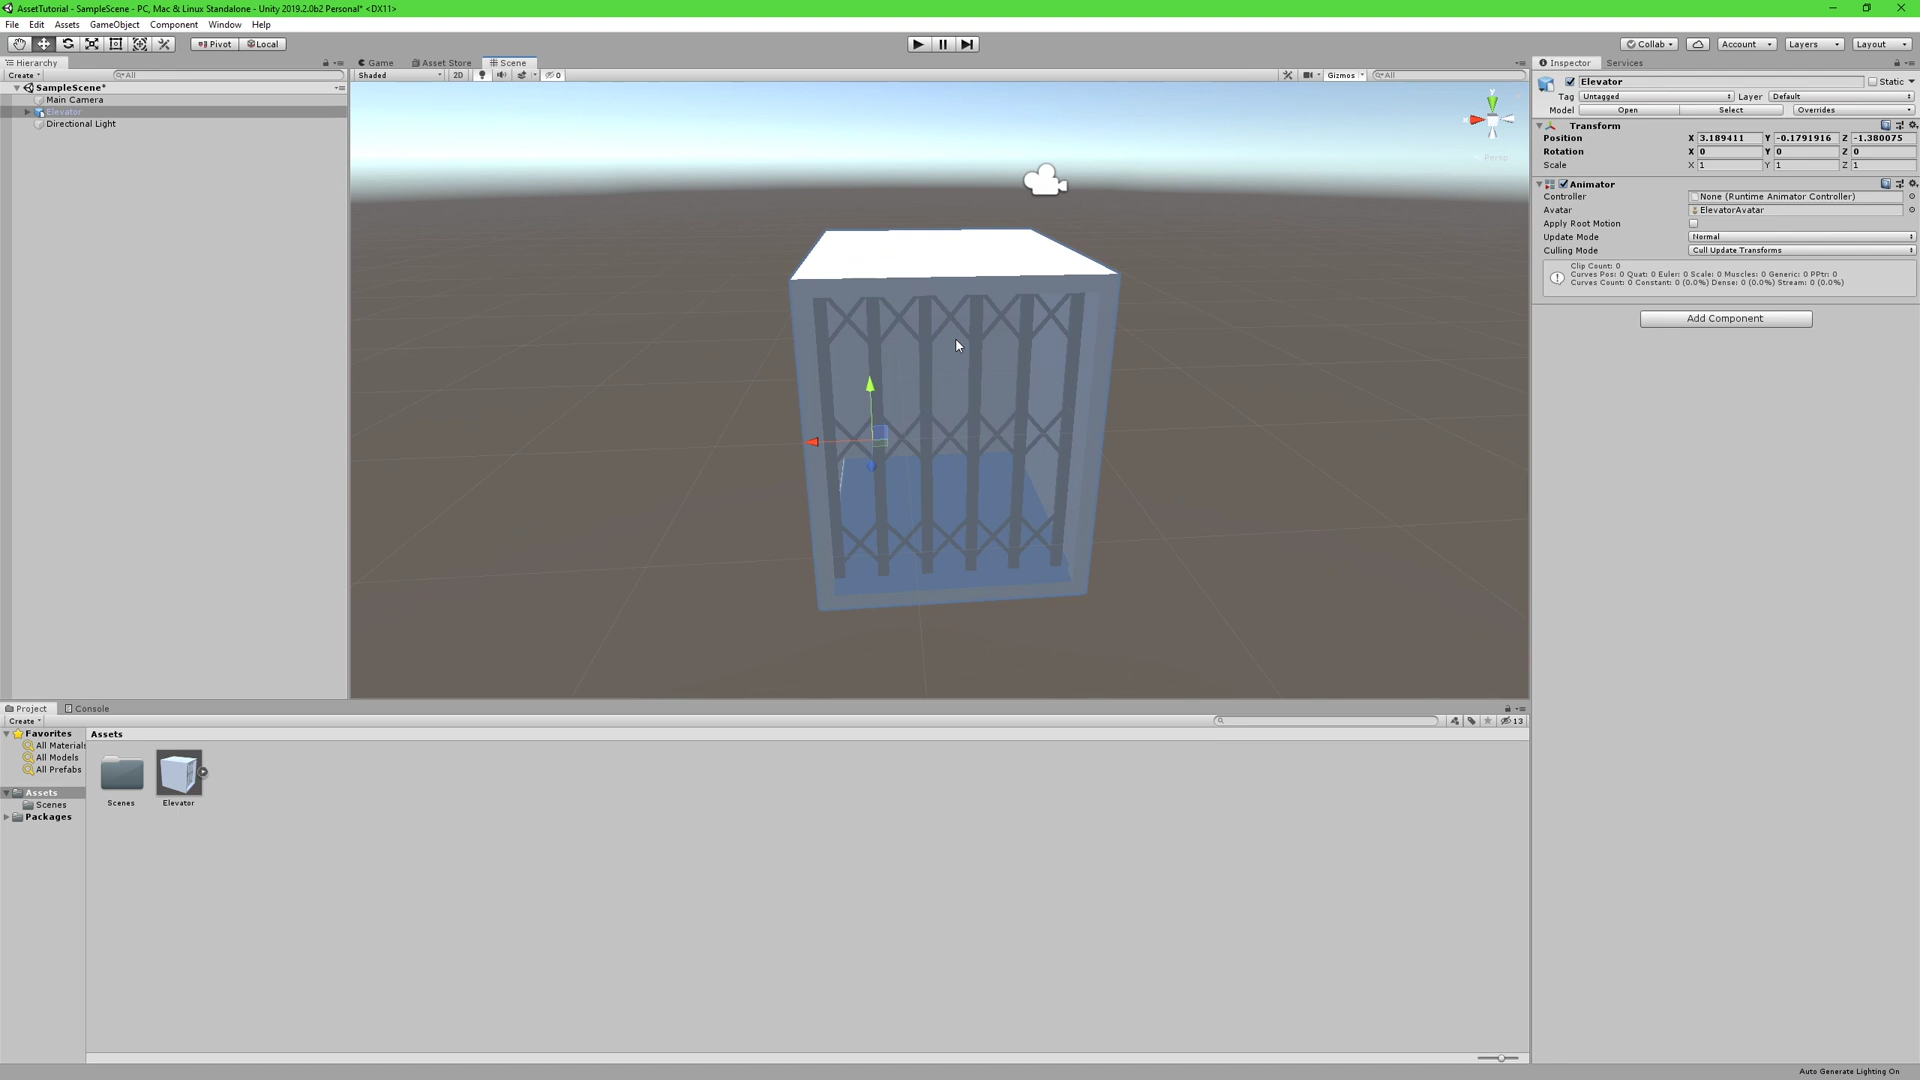 AssetTutorial - SampleScene - PC, Mac & Linux Standalone - Unity 2019.2.0b2 Personal* <DX11>
File Edit Assets GameObject Component Window Help
Pivot Local Collab Account Layers Layout
Hierarchy
Create All
SampleScene*
Main Camera
Elevator
Directional Light
Game Asset Store Scene
Shaded 2D 0 Gizmos All
y
x
Persp
Inspector Services
Elevator Static
Tag Untagged Layer Default
Model Open Select Overrides
Transform
Position X 3.189411 Y -0.1791916 Z -1.380075
Rotation X 0 Y 0 Z 0
Scale X 1 Y 1 Z 1
Animator
Controller None (Runtime Animator Controller)
Avatar ElevatorAvatar
Apply Root Motion
Update Mode Normal
Culling Mode Cull Update Transforms
Clip Count: 0
Curves Pos: 0 Quat: 0 Euler: 0 Scale: 0 Muscles: 0 Generic: 0 PPtr: 0
Curves Count: 0 Constant: 0 (0.0%) Dense: 0 (0.0%) Stream: 0 (0.0%)
Add Component
Project Console
Create 13
Favorites
All Materials
All Models
All Prefabs
Assets
Scenes
Packages
Assets
Scenes Elevator
Auto Generate Lighting On